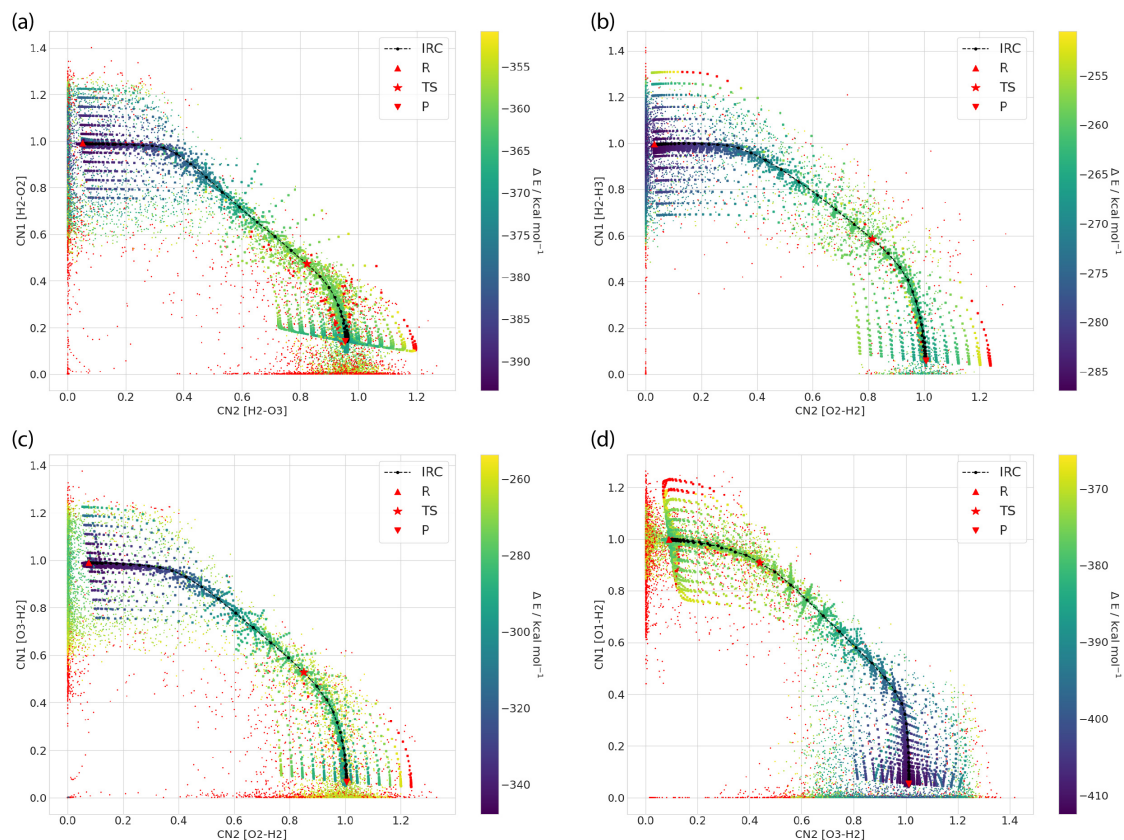 (a)
IRC
R
TS
P
1.4
1.2
1.0
0.8
0.6
0.4
0.2
0.0
CN1 [H2-O2]
0.0 0.2 0.4 0.6 0.8 1.0 1.2
CN2 [H2-O3]
−355
−360
−365
−370
−375
−380
−385
−390
Δ E / kcal mol⁻¹
(b)
IRC
R
TS
P
1.4
1.2
1.0
0.8
0.6
0.4
0.2
0.0
CN1 [H2-H3]
0.0 0.2 0.4 0.6 0.8 1.0 1.2 1.4
CN2 [O2-H2]
−255
−260
−265
−270
−275
−280
−285
Δ E / kcal mol⁻¹
(c)
IRC
R
TS
P
1.4
1.2
1.0
0.8
0.6
0.4
0.2
0.0
CN1 [O3-H2]
0.0 0.2 0.4 0.6 0.8 1.0 1.2
CN2 [O2-H2]
−260
−280
−300
−320
−340
Δ E / kcal mol⁻¹
(d)
IRC
R
TS
P
1.2
1.0
0.8
0.6
0.4
0.2
0.0
CN1 [O1-H2]
0.0 0.2 0.4 0.6 0.8 1.0 1.2 1.4
CN2 [O3-H2]
−370
−380
−390
−400
−410
Δ E / kcal mol⁻¹